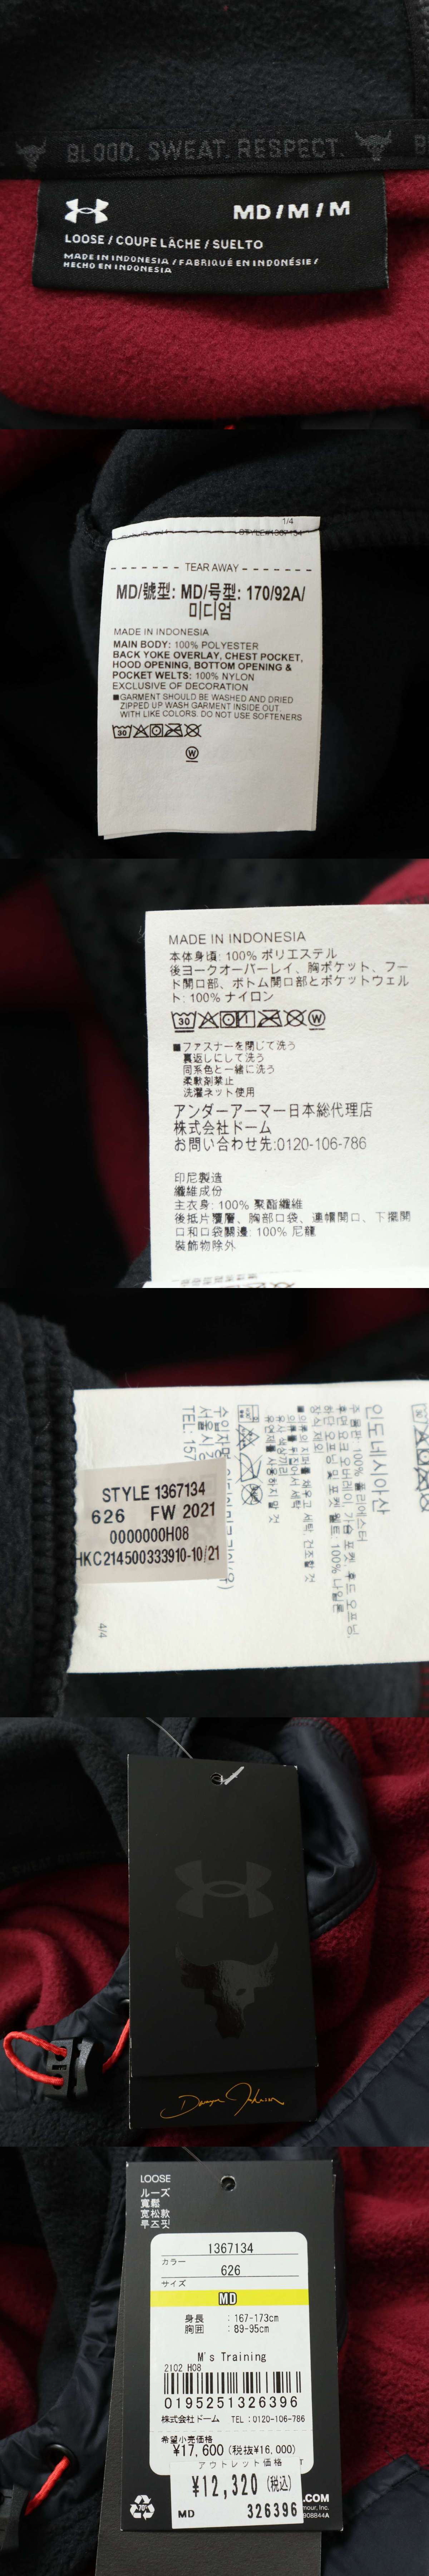 BLOOD. SWEAT. RESPECT.
B
MD / M / M
LOOSE / COUPE LÂCHE / SUELTO
MADE IN INDONESIA / FABRIQUÉ EN INDONÉSIE /
HECHO EN INDONESIA
1/4
TEAR AWAY
MD/號型: MD/号型: 170/92A/
미디엄
MADE IN INDONESIA
MAIN BODY: 100% POLYESTER
BACK YOKE OVERLAY, CHEST POCKET,
HOOD OPENING, BOTTOM OPENING &
POCKET WELTS: 100% NYLON
EXCLUSIVE OF DECORATION
■GARMENT SHOULD BE WASHED AND DRIED
ZIPPED UP WASH GARMENT INSIDE OUT.
WITH LIKE COLORS. DO NOT USE SOFTENERS
30
W
MADE IN INDONESIA
本体身頃: 100% ポリエステル
後ヨークオーバーレイ、胸ポケット、フー
ド開口部、ボトム開口部とポケットウェル
ト: 100% ナイロン
30 W
■ファスナーを閉じて洗う
裏返しにして洗う
同系色と一緒に洗う
柔軟剤禁止
洗濯ネット使用
アンダーアーマー日本総代理店
株式会社ドーム
お問い合わせ先:0120-106-786
印尼製造
纖維成份
主衣身: 100% 聚酯纖維
後抵片覆層、胸部口袋、連帽開口、下擺開
口和口袋開邊: 100% 尼龍
裝飾物除外
인도네시아산
STYLE 1367134
626 FW 2021
0000000H08
HKC214500333910-10/21
4/4
Dwayne Johnson
LOOSE
ルーズ
寬鬆
宽松款
루즈핏
1367134
カラー
626
サイズ
MD
身長 : 167-173cm
胸囲 : 89-95cm
M's Training
2102 H08
0195251326396
株式会社ドーム TEL :0120-106-786
希望小売価格
¥17,600 (税抜¥16,000)
アウトレット価格
¥12,320 (税込)
MD 326396
.COM
mour, Inc.
908844A